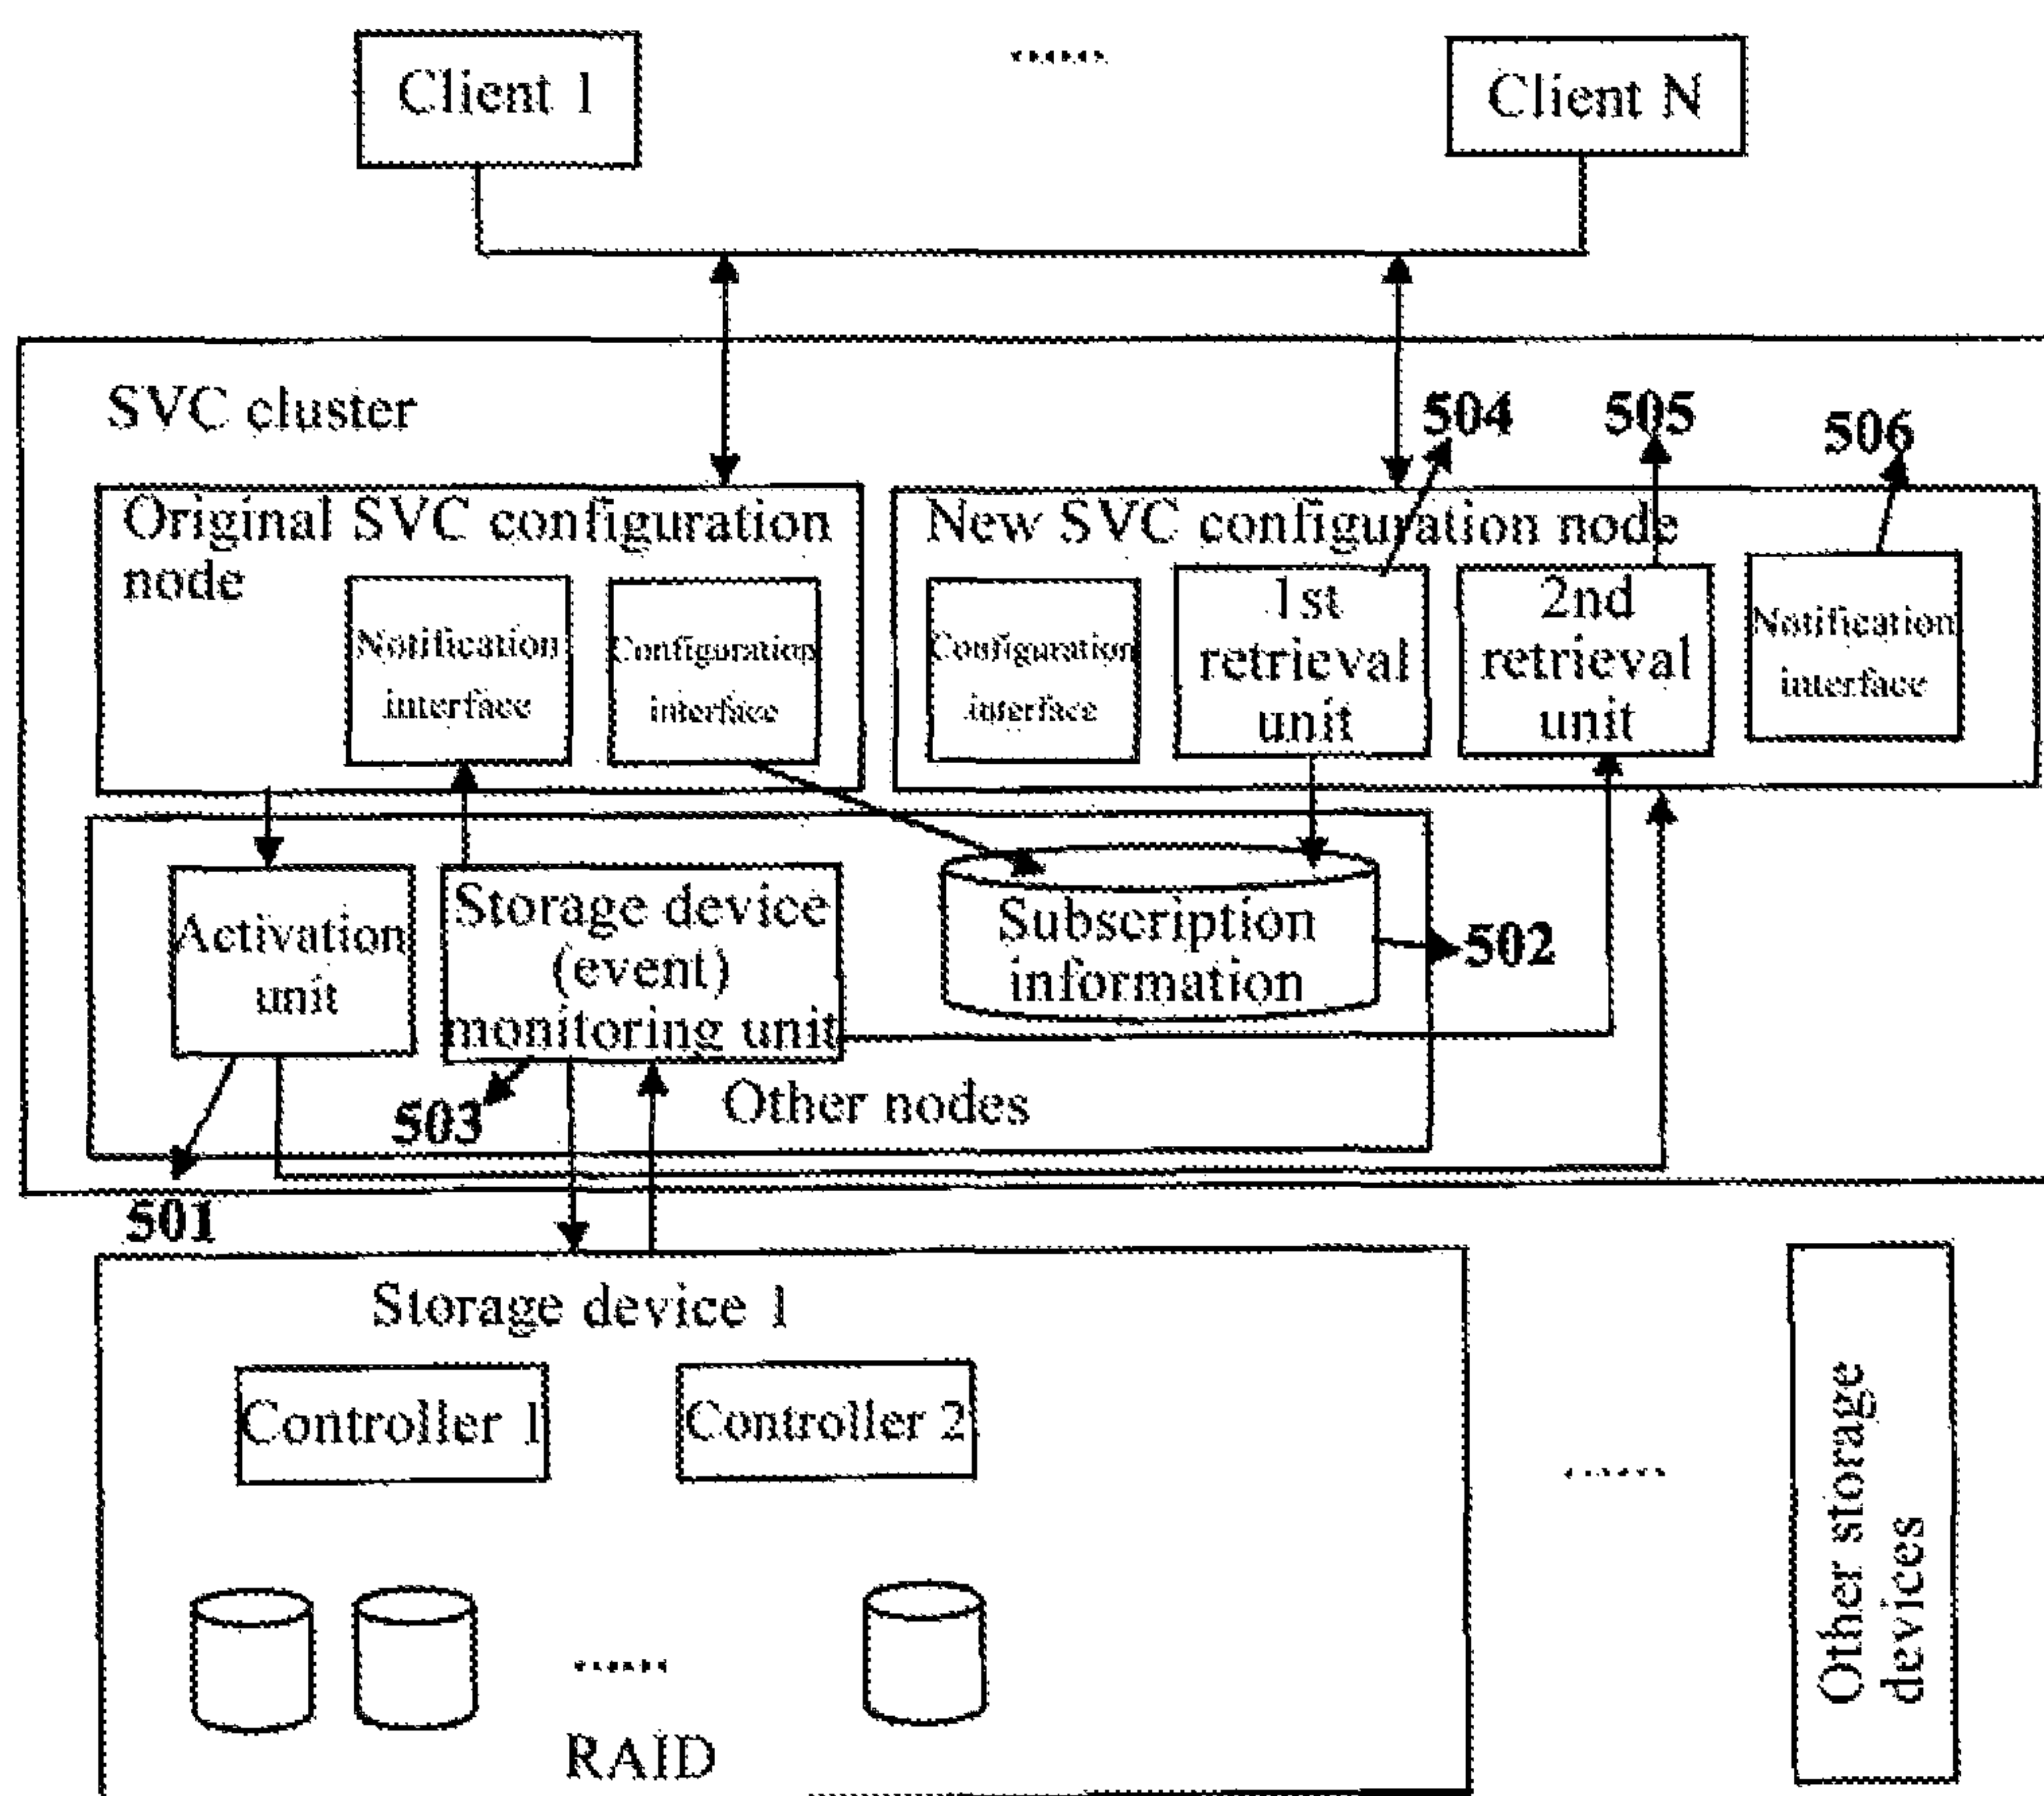 Client 1
......
Client N
SVC cluster
504
505
506
Original SVC configuration
node
New SVC configuration node
Notification
interface
Configuration
interface
Configuration
interface
1st
retrieval
unit
2nd
retrieval
unit
Notification
interface
Activation
unit
Storage device
(event)
monitoring unit
Subscription
information
502
503
Other nodes
501
Storage device 1
Controller 1
Controller 2
......
Other storage
devices
......
RAID